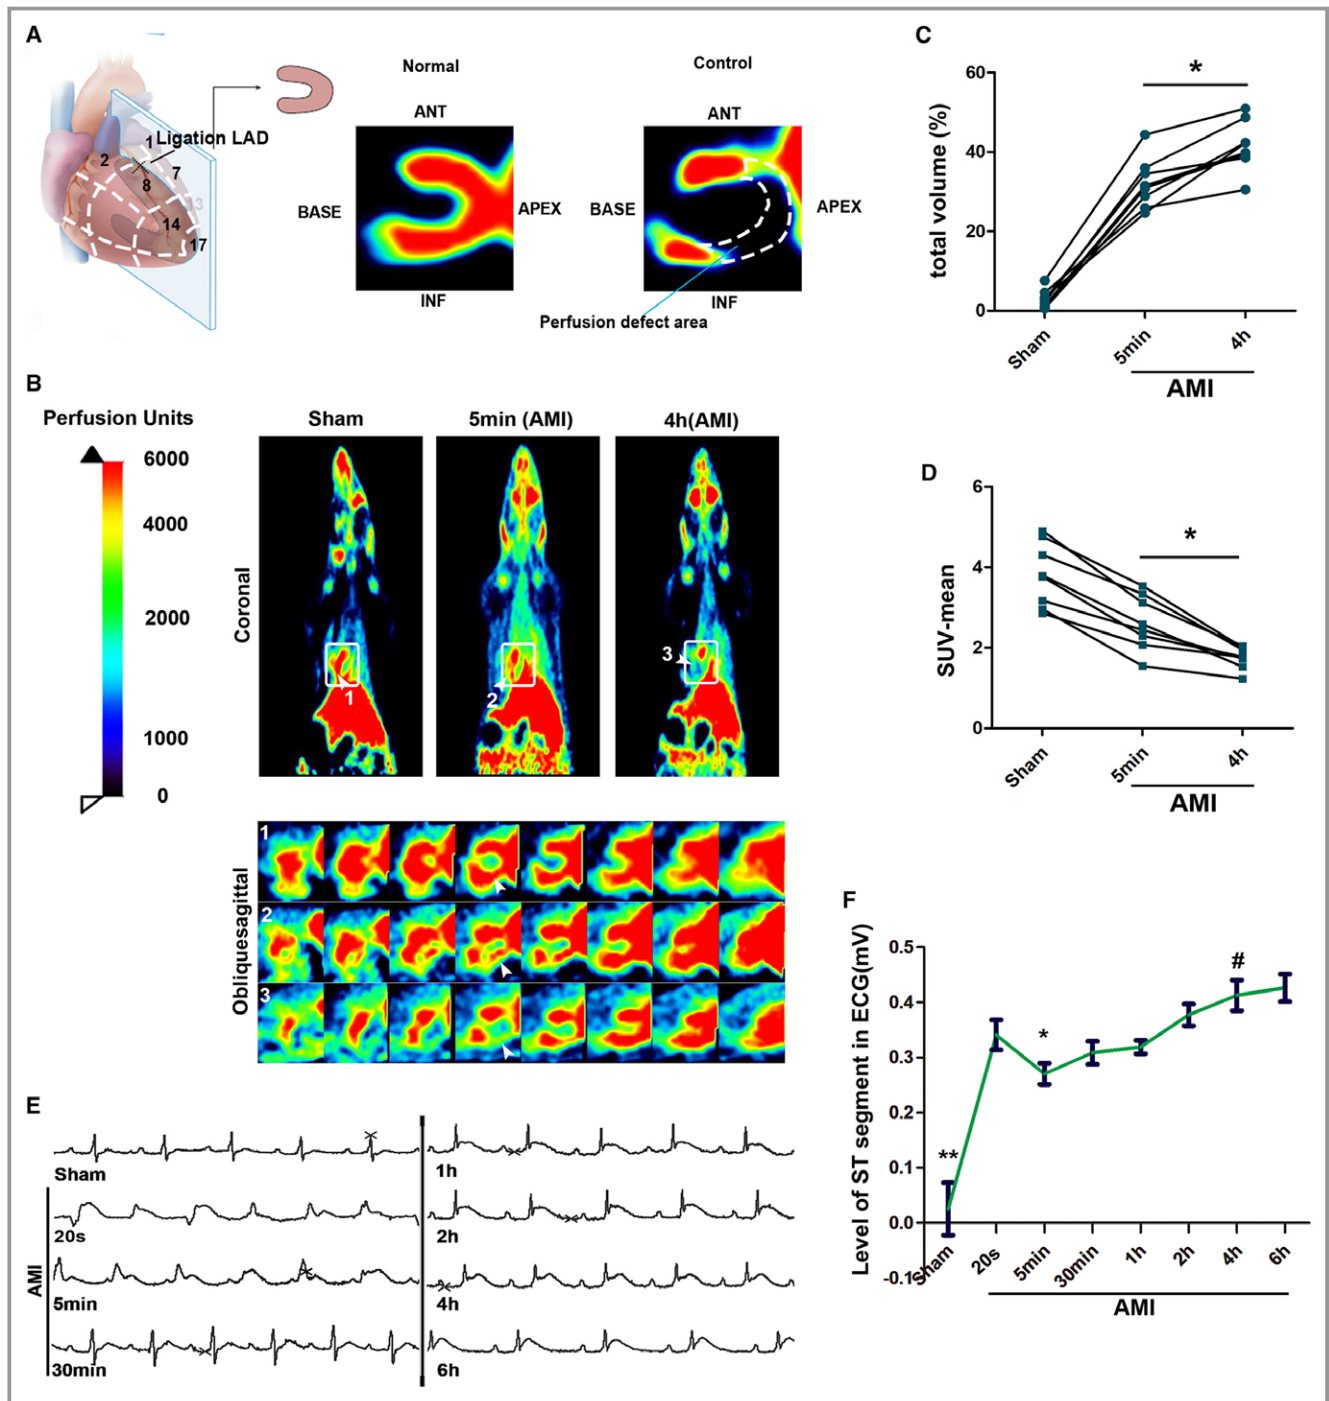 A
Normal
Control
ANT
ANT
Ligation LAD
1
2
7
8
13
14
17
BASE
APEX
BASE
APEX
INF
INF
Perfusion defect area
B
Perfusion Units
6000
4000
2000
1000
0
Sham
5min (AMI)
4h(AMI)
Coronal
1
2
3
Obliquesagittal
1
2
3
C
total volume (%)
60
40
20
0
*
Sham
5min
4h
AMI
D
SUV-mean
6
4
2
0
*
Sham
5min
4h
AMI
E
AMI
Sham
20s
5min
30min
1h
2h
4h
6h
F
Level of ST segment in ECG(mV)
0.5
0.4
0.3
0.2
0.1
0.0
-0.1
**
*
#
Sham
20s
5min
30min
1h
2h
4h
6h
AMI